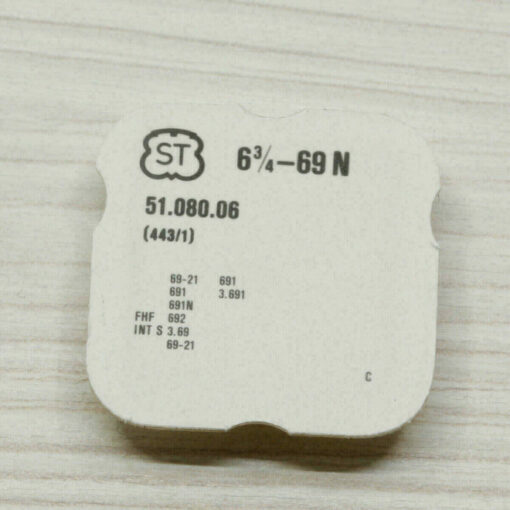 ST 6¾–69 N
51.080.06
(443/1)
69-21 691
691 3.691
691N
FHF 692
INT S 3.69
69-21
C